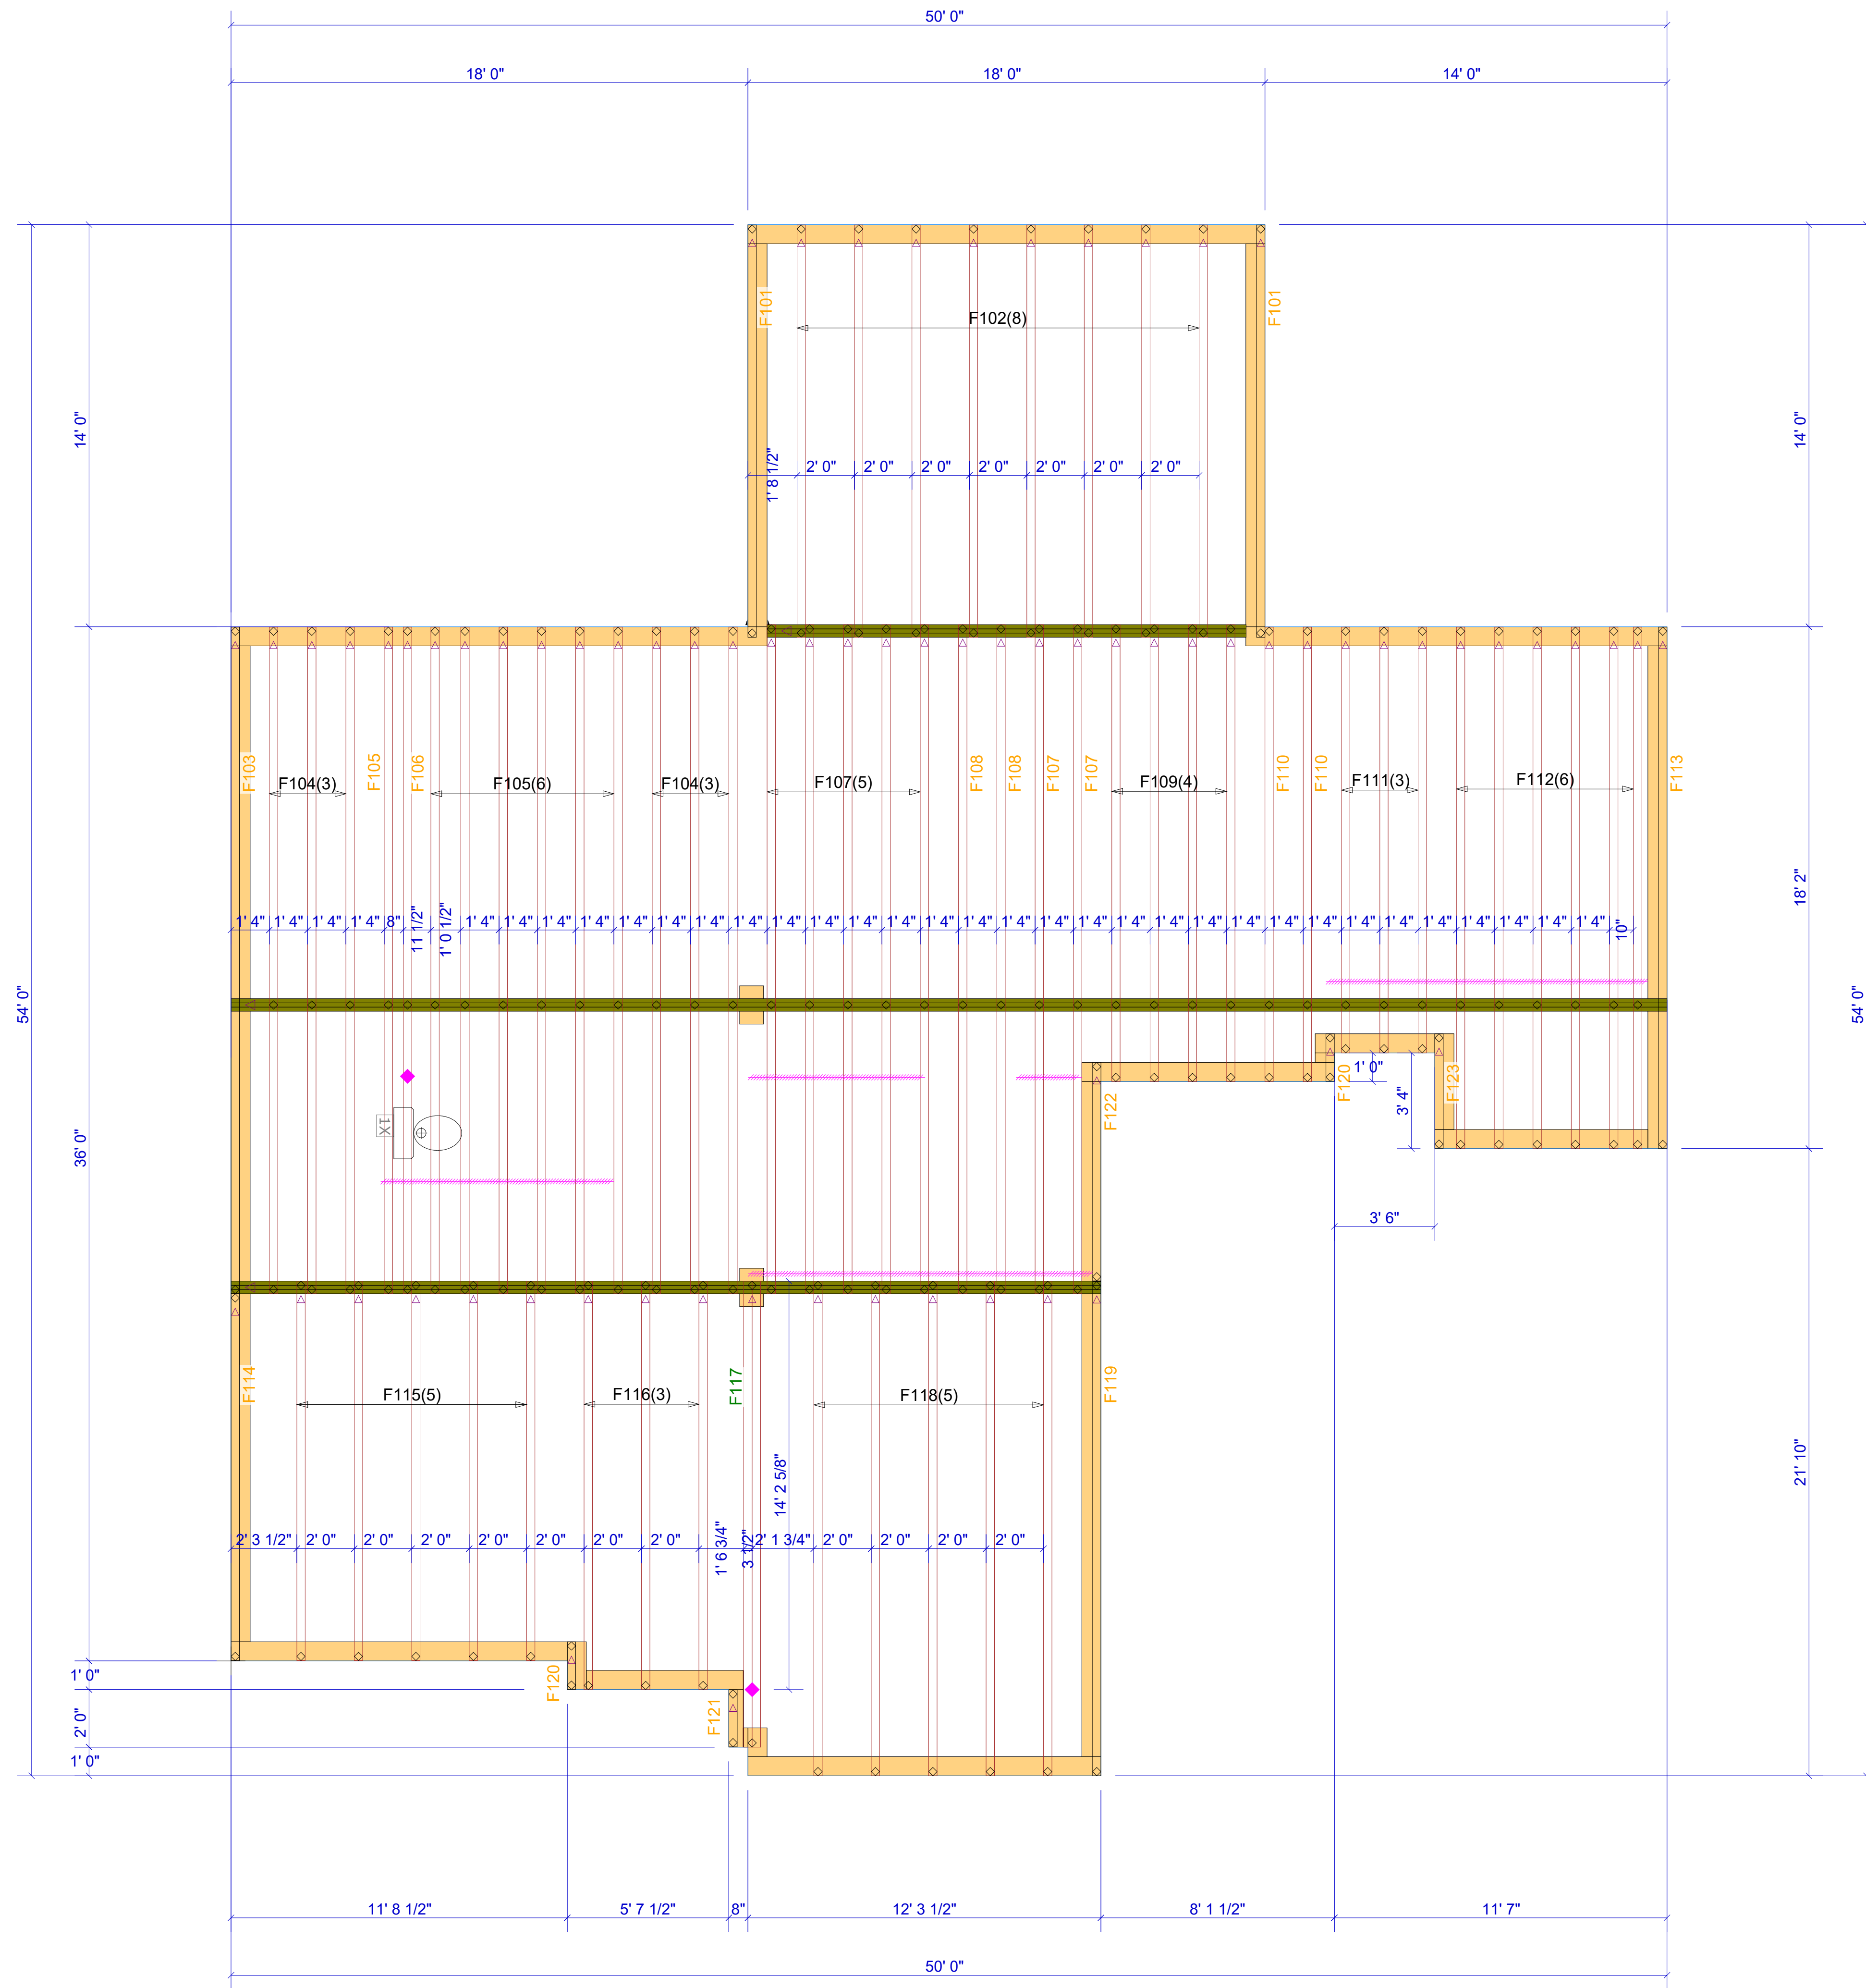 50' 0"
18' 0" 18' 0" 14' 0"
F101 F102(8) F101
14' 0" 14' 0"
1' 8 1/2" 2' 0" 2' 0" 2' 0" 2' 0" 2' 0" 2' 0" 2' 0"
F103 F104(3) F105 F106 F105(6) F104(3) F107(5) F108 F108 F107 F107 F109(4) F110 F110 F111(3) F112(6) F113
18' 2"
1' 4" 1' 4" 1' 4" 1' 4" 8" 11 1/2" 1' 0 1/2" 1' 4" 1' 4" 1' 4" 1' 4" 1' 4" 1' 4" 1' 4" 1' 4" 1' 4" 1' 4" 1' 4" 1' 4" 1' 4" 1' 4" 1' 4" 1' 4" 1' 4" 1' 4" 1' 4" 1' 4" 1' 4" 1' 4" 1' 4" 1' 4" 1' 4" 1' 4" 1' 4" 1' 4" 1' 4" 10"
54' 0" 54' 0"
1' 0"
F122 F120 3' 4" F123
36' 0"
1X
3' 6"
F114 F115(5) F116(3) F117 F118(5) F119
21' 10"
14' 2 5/8"
2' 3 1/2" 2' 0" 2' 0" 2' 0" 2' 0" 2' 0" 2' 0" 2' 0" 1' 6 3/4" 3 1/2" 2' 1 3/4" 2' 0" 2' 0" 2' 0" 2' 0"
1' 0"
F120
F121
2' 0"
1' 0"
11' 8 1/2" 5' 7 1/2" 8" 12' 3 1/2" 8' 1 1/2" 11' 7"
50' 0"